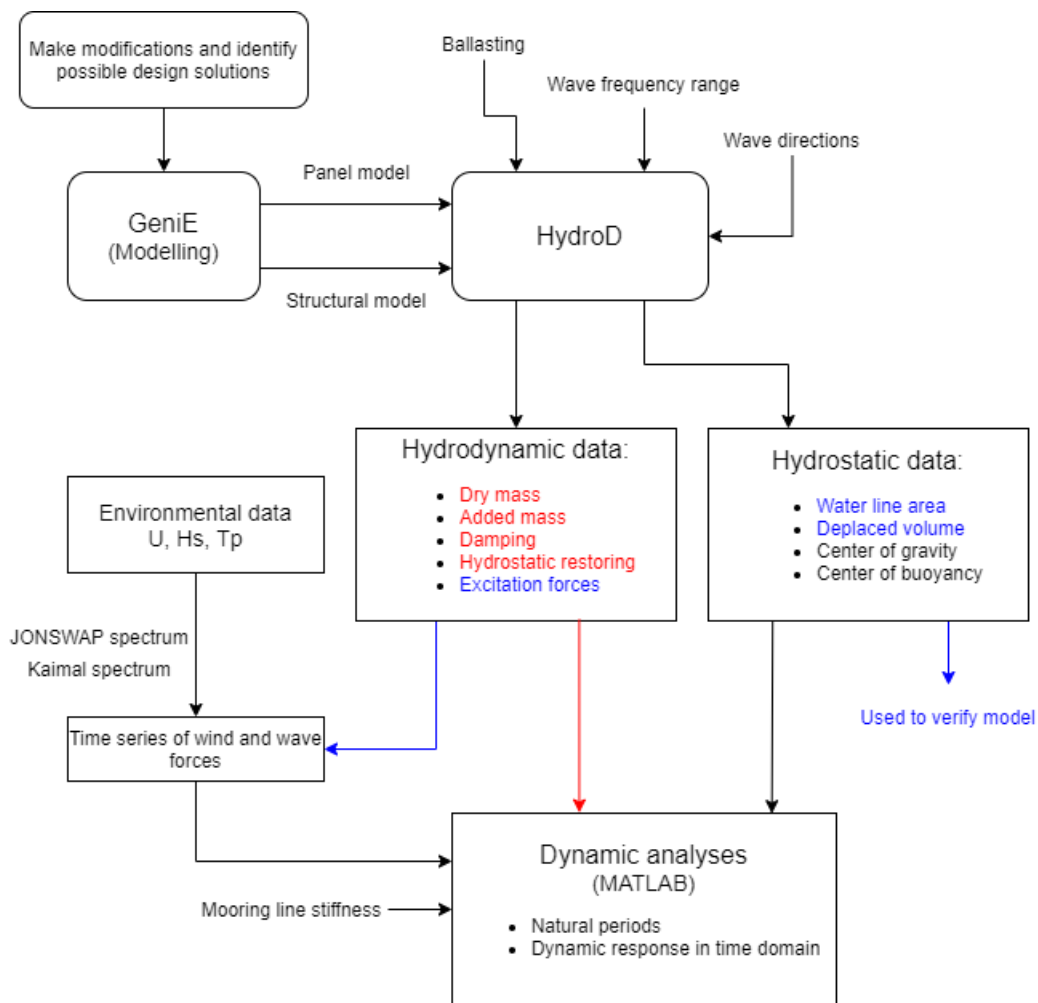 Make modifications and identify
possible design solutions
Ballasting
Wave frequency range
Wave directions
Panel model
GeniE
(Modelling)
HydroD
Structural model
Hydrodynamic data:
Dry mass
Added mass
Damping
Hydrostatic restoring
Excitation forces
Hydrostatic data:
Water line area
Deplaced volume
Center of gravity
Center of buoyancy
Environmental data
U, Hs, Tp
JONSWAP spectrum
Kaimal spectrum
Used to verify model
Time series of wind and wave
forces
Dynamic analyses
(MATLAB)
Mooring line stiffness
Natural periods
Dynamic response in time domain